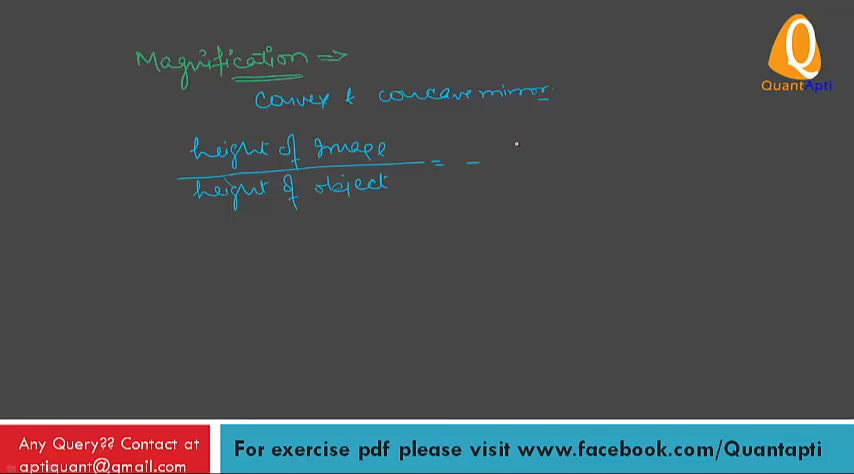 Magnification ⇒
Convex & concave mirror.
height of Image
height of object
= -
QuantApti
Any Query?? Contact at
aptiquant@gmail.com
For exercise pdf please visit www.facebook.com/Quantapti